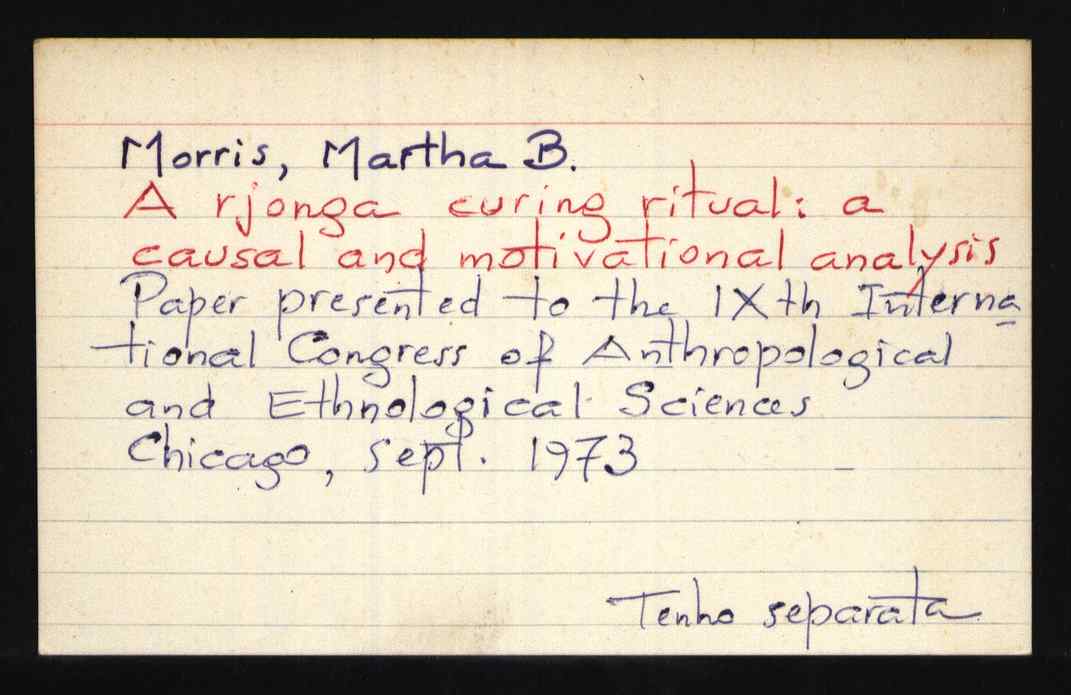 Morris, Martha B.
A rjonga curing ritual: a
causal and motivational analysis
Paper presented to the IXth Interna
tional Congress of Anthropological
and Ethnological Sciences
Chicago, Sept. 1973
Tenho separata